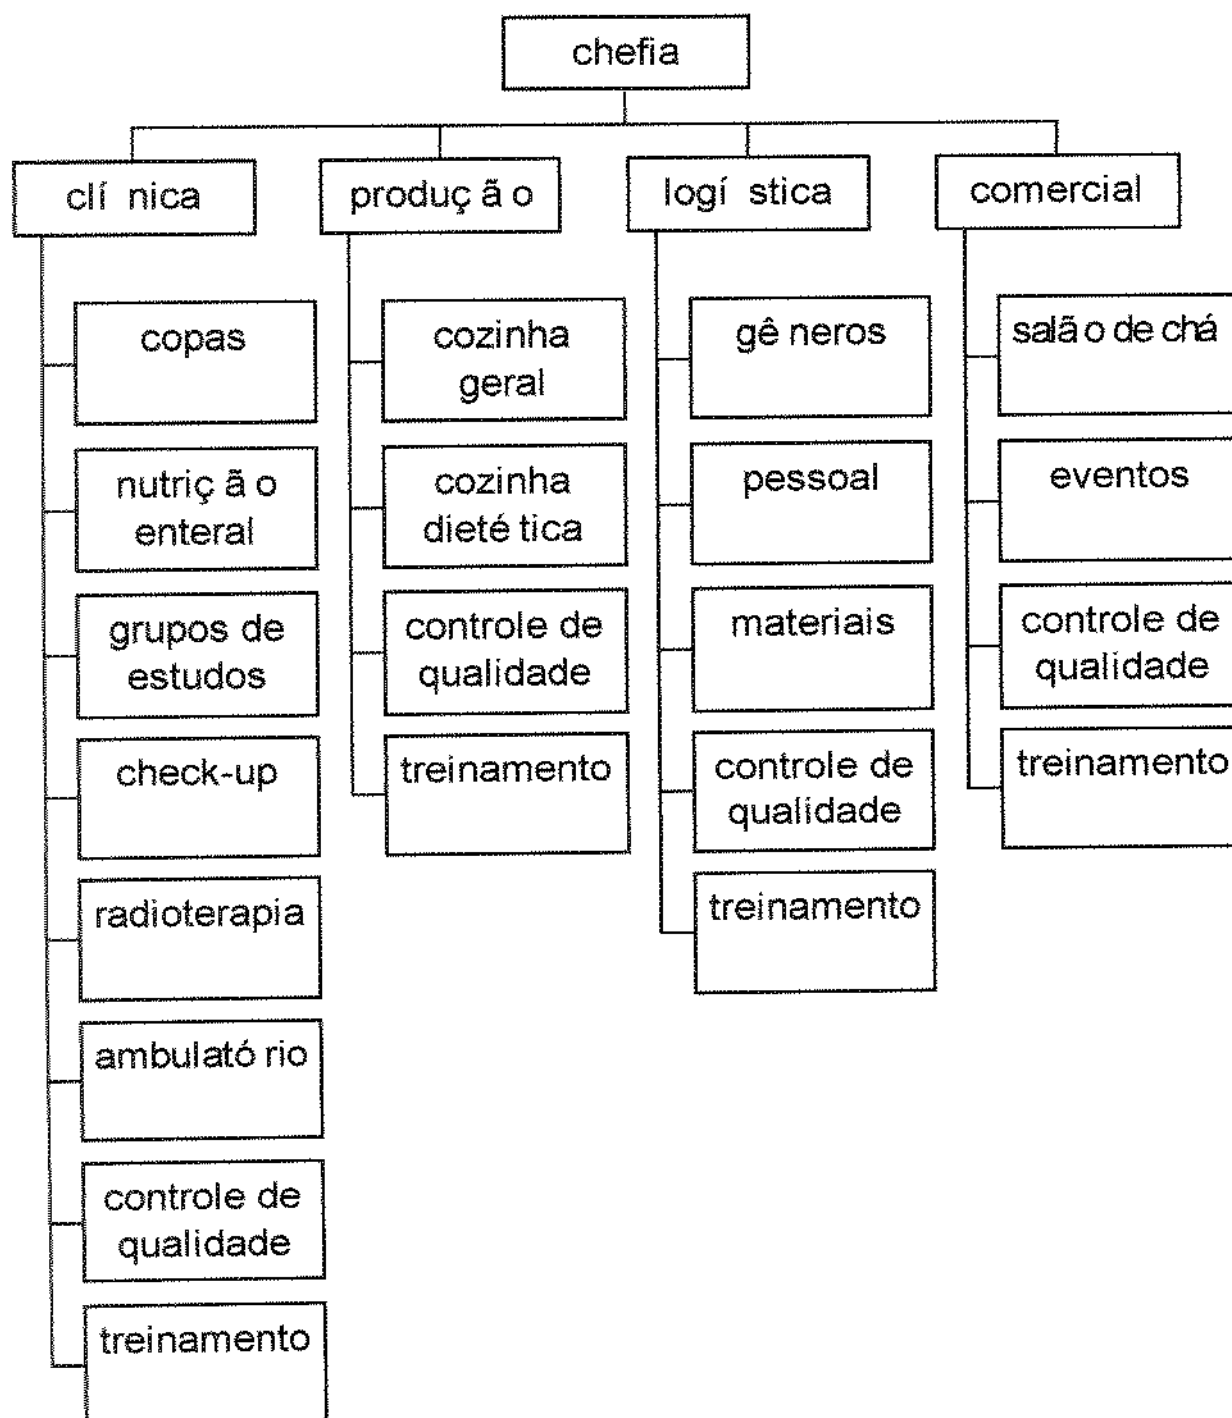 chefia
clí nica
produç ã o
logí stica
comercial
copas
nutriç ã o
enteral
grupos de
estudos
check-up
radioterapia
ambulató rio
controle de
qualidade
treinamento
cozinha
geral
cozinha
dieté tica
controle de
qualidade
treinamento
gê neros
pessoal
materiais
controle de
qualidade
treinamento
salã o de chá
eventos
controle de
qualidade
treinamento